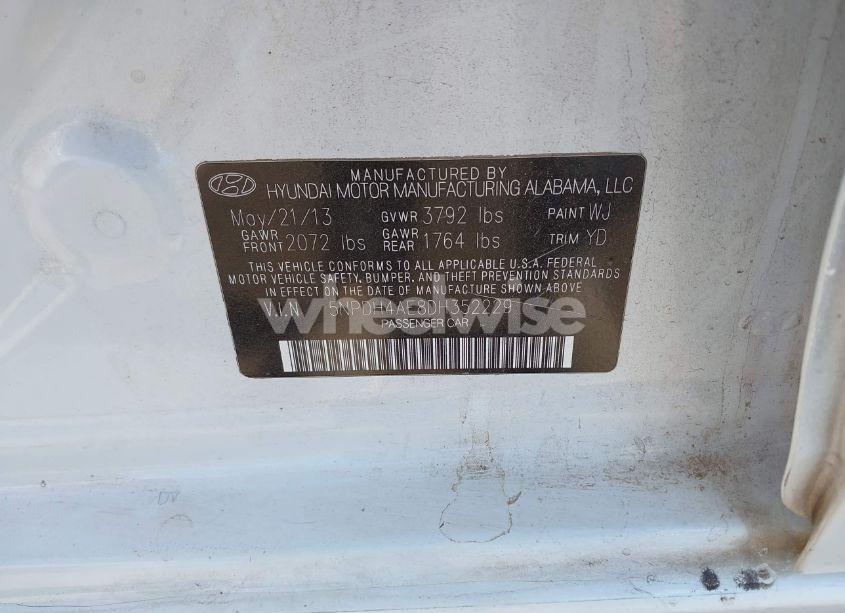 MANUFACTURED BY
HYUNDAI MOTOR MANUFACTURING ALABAMA, LLC
May/21/13 GVWR 3792 lbs PAINT WJ
GAWR FRONT 2072 lbs GAWR REAR 1764 lbs TRIM YD
THIS VEHICLE CONFORMS TO ALL APPLICABLE U.S.A. FEDERAL
MOTOR VEHICLE SAFETY, BUMPER, AND THEFT PREVENTION STANDARDS
IN EFFECT ON THE DATE OF MANUFACTURE SHOWN ABOVE
V.I.N 5NPDH4AE8DH352229
wheelwise
PASSENGER CAR